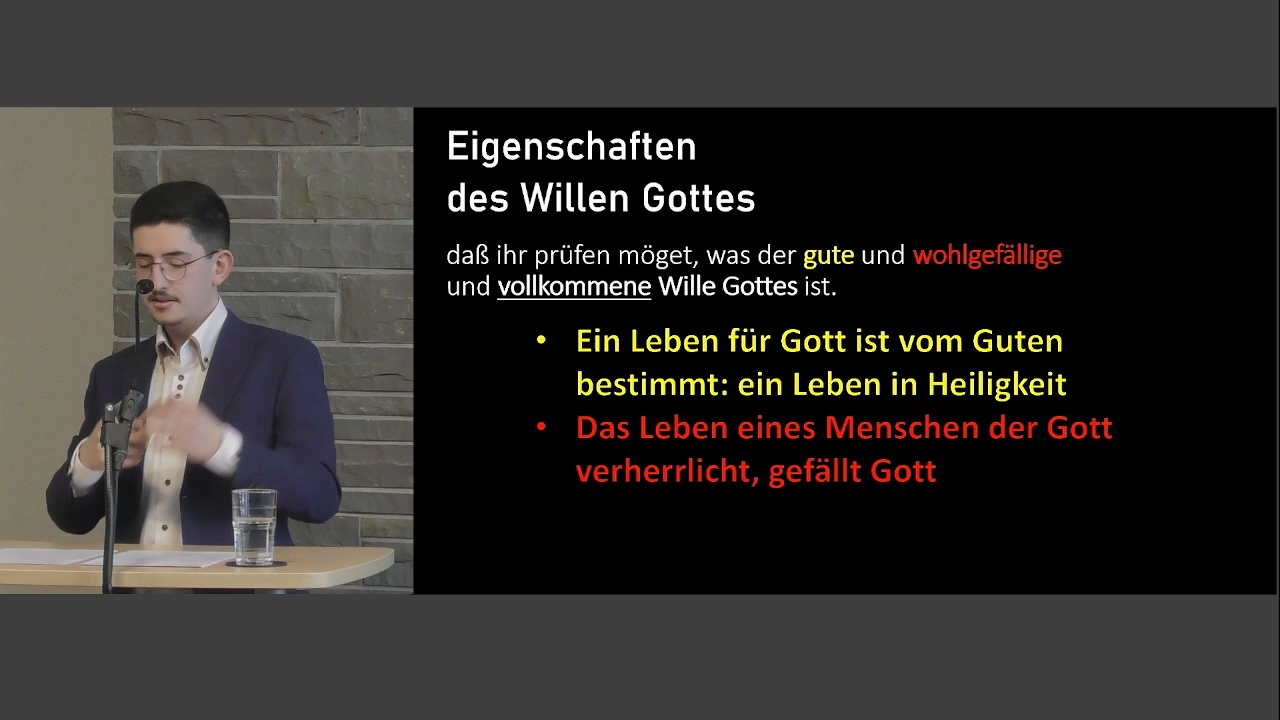 Eigenschaften
des Willen Gottes
daß ihr prüfen möget, was der gute und wohlgefällige
und vollkommene Wille Gottes ist.
• Ein Leben für Gott ist vom Guten
bestimmt: ein Leben in Heiligkeit
• Das Leben eines Menschen der Gott
verherrlicht, gefällt Gott